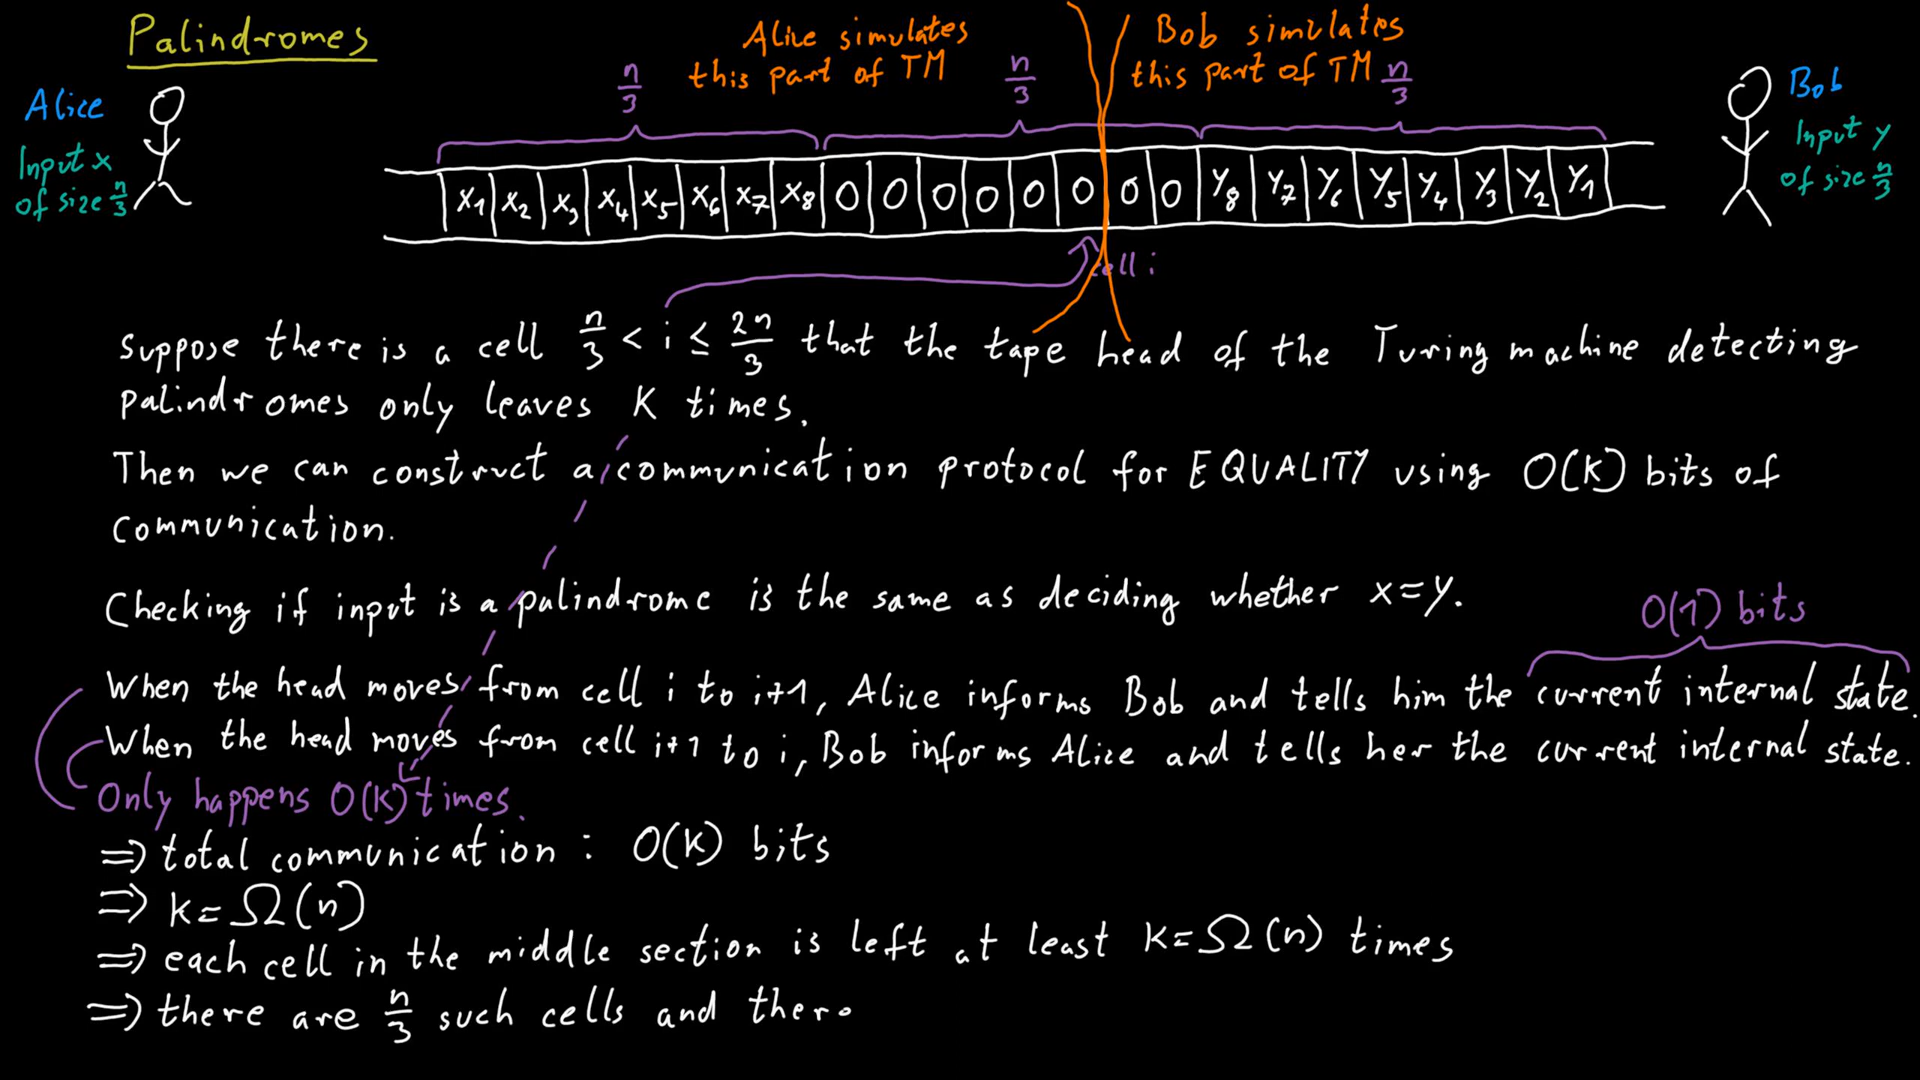 Palindromes
Alice simulates
this part of TM
Bob simulates
this part of TM
n/3
n/3
n/3
Alice
Input x
of size n/3
Bob
Input y
of size n/3
x1 x2 x3 x4 x5 x6 x7 x8 0 0 0 0 0 0 0 0 y8 y7 y6 y5 y4 y3 y2 y1
cell i
Suppose there is a cell n/3 < i ≤ 2n/3 that the tape head of the Turing machine detecting
palindromes only leaves K times.
Then we can construct a communication protocol for EQUALITY using O(K) bits of
communication.
Checking if input is a palindrome is the same as deciding whether x=y.
O(1) bits
When the head moves from cell i to i+1, Alice informs Bob and tells him the current internal state.
When the head moves from cell i+1 to i, Bob informs Alice and tells her the current internal state.
Only happens O(K) times.
⇒ total communication : O(K) bits
⇒ K=Ω(n)
⇒ each cell in the middle section is left at least K=Ω(n) times
⇒ there are n/3 such cells and ther